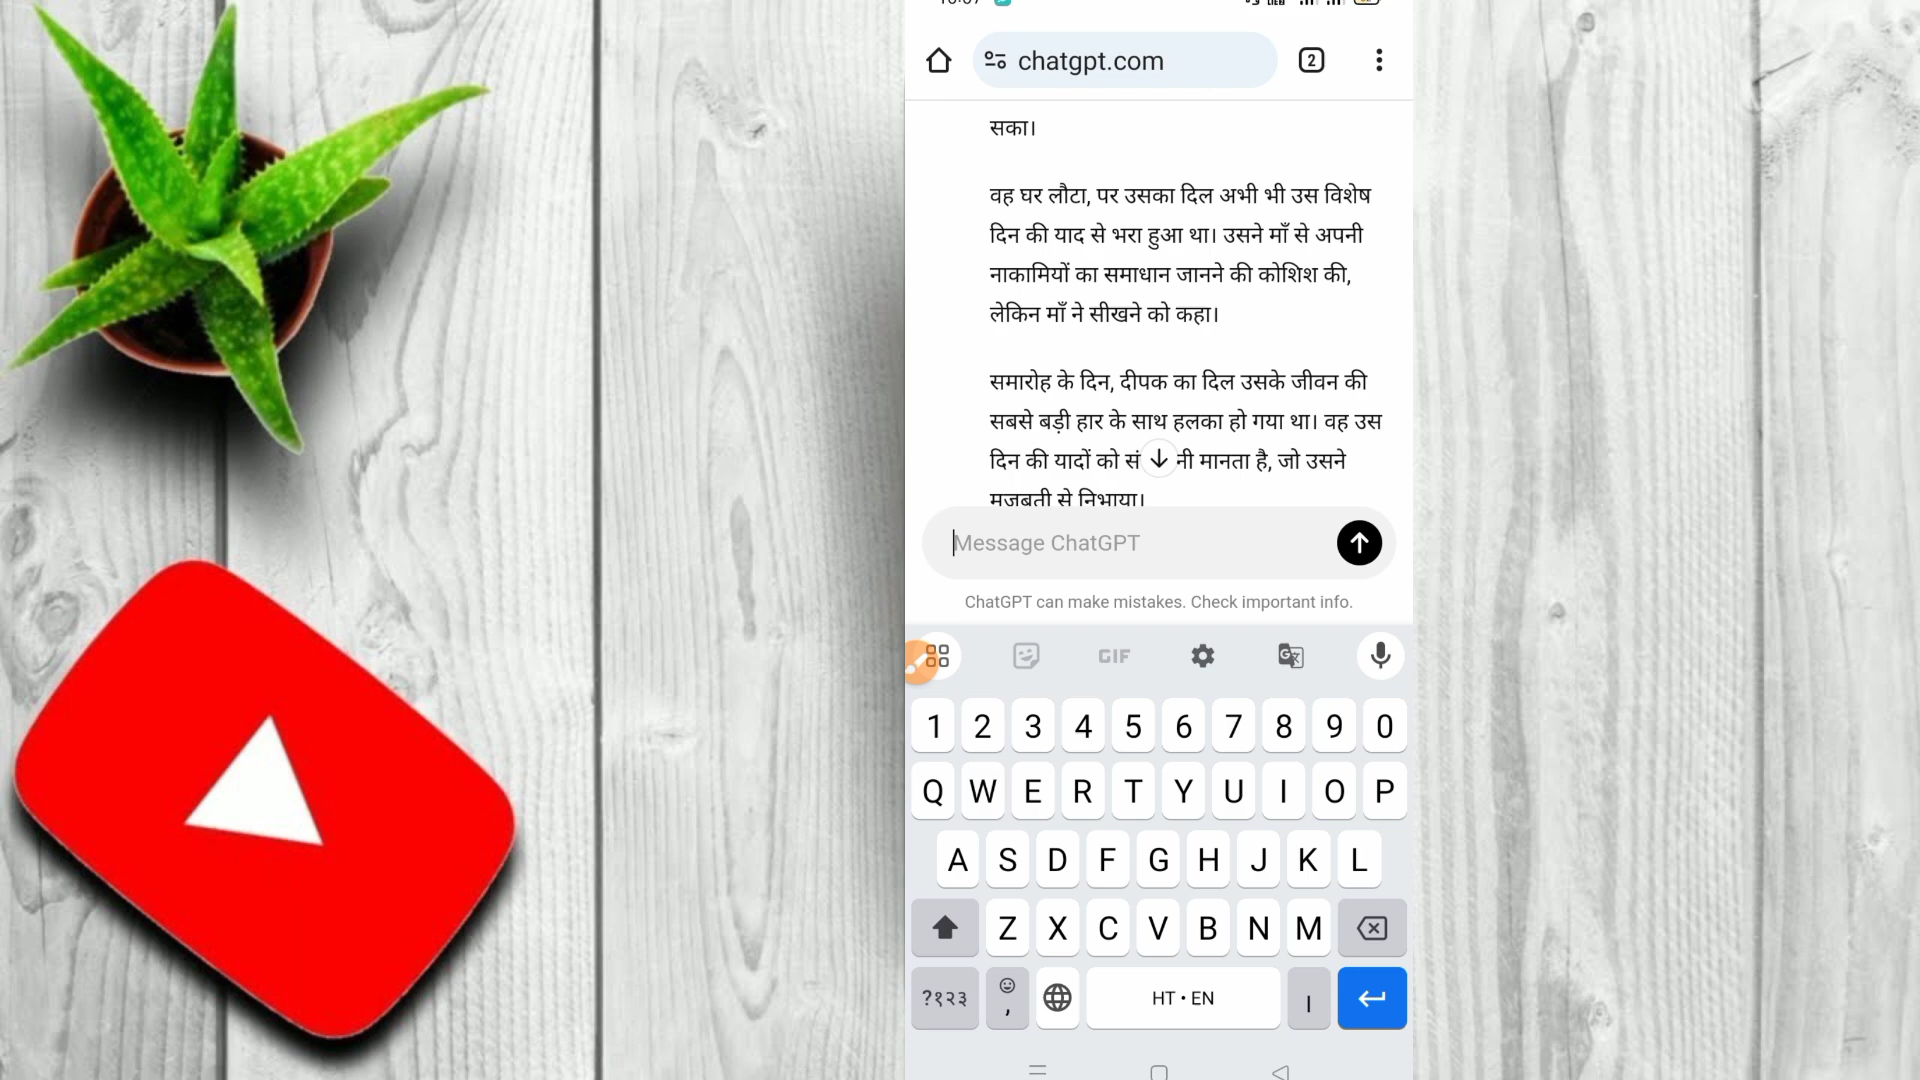 chatgpt.com
2
सका।
वह घर लौटा, पर उसका दिल अभी भी उस विशेष
दिन की याद से भरा हुआ था। उसने माँ से अपनी
नाकामियों का समाधान जानने की कोशिश की,
लेकिन माँ ने सीखने को कहा।
समारोह के दिन, दीपक का दिल उसके जीवन की
सबसे बड़ी हार के साथ हलका हो गया था। वह उस
दिन की यादों को सं नी मानता है, जो उसने
मजबूती से निभाया।
Message ChatGPT
ChatGPT can make mistakes. Check important info.
GIF
1 2 3 4 5 6 7 8 9 0
Q W E R T Y U I O P
A S D F G H J K L
Z X C V B N M
?१२३ , HT • EN ।